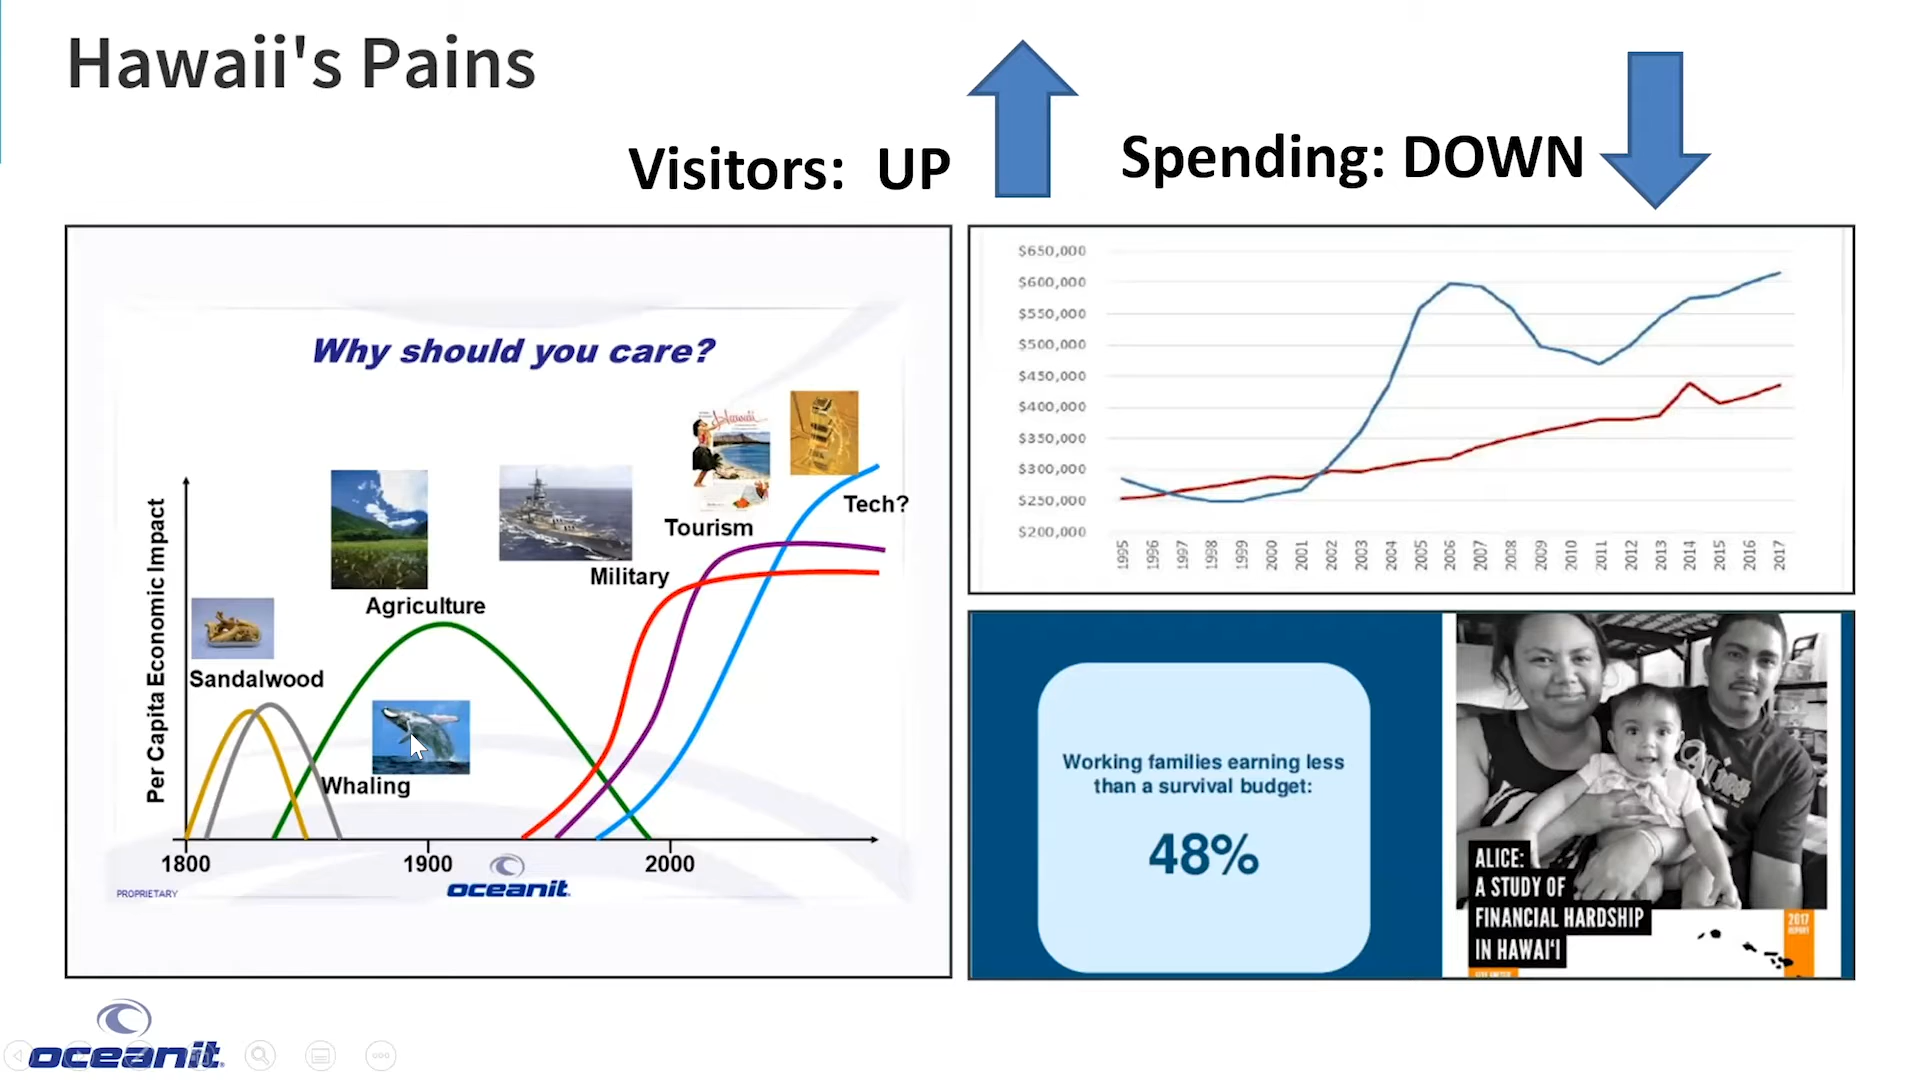 Hawaii's Pains
Visitors: UP
Spending: DOWN
Why should you care?
Per Capita Economic Impact
Sandalwood
Agriculture
Whaling
Military
Tourism
Hawaii
Tech?
1800
1900
2000
PROPRIETARY
oceanit
$650,000
$600,000
$550,000
$500,000
$450,000
$400,000
$350,000
$300,000
$250,000
$200,000
1995
1996
1997
1998
1999
2000
2001
2002
2003
2004
2005
2006
2007
2008
2009
2010
2011
2012
2013
2014
2015
2016
2017
Working families earning less
than a survival budget:
48%
ALICE:
A STUDY OF
FINANCIAL HARDSHIP
IN HAWAI‘I
2017
REPORT
oceanit